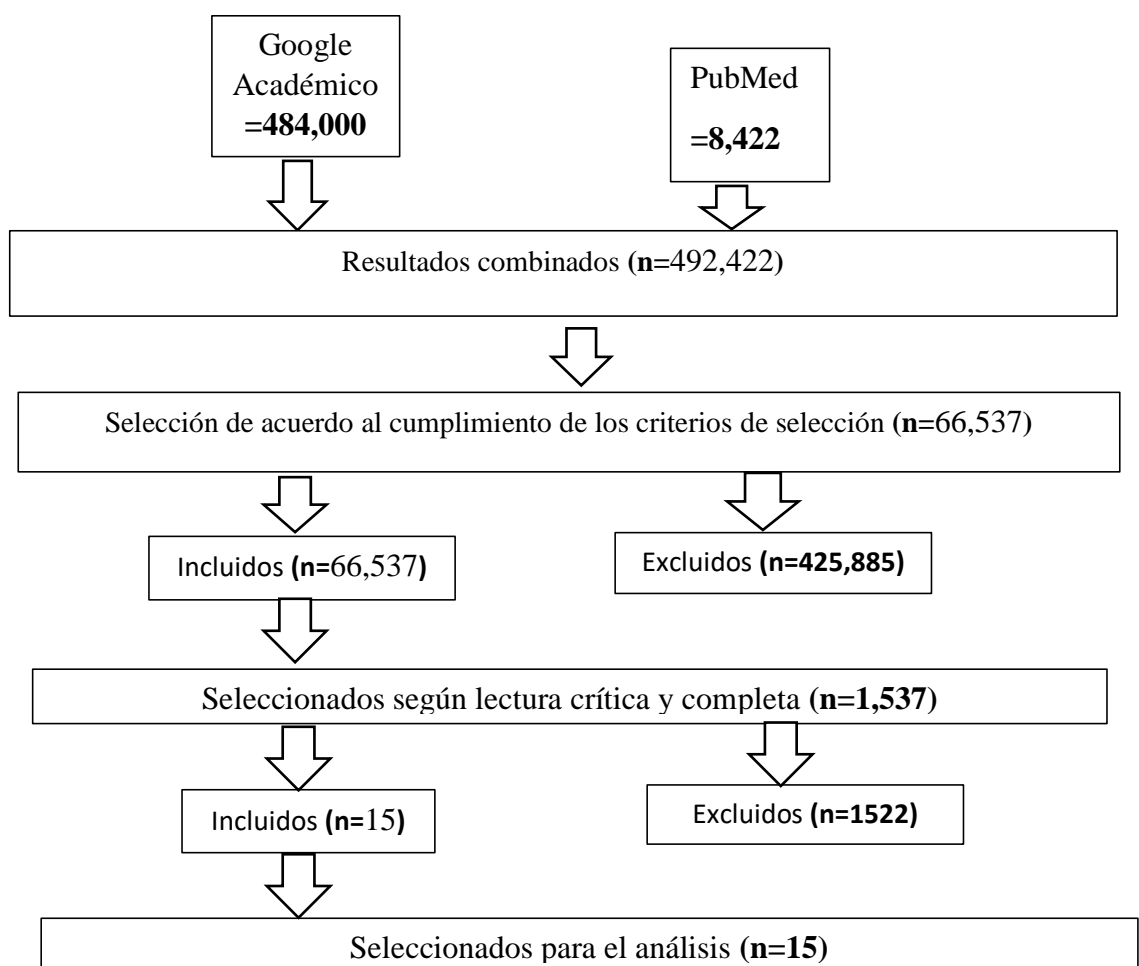 Google
Académico
=484,000
PubMed
=8,422
Resultados combinados (n=492,422)
Selección de acuerdo al cumplimiento de los criterios de selección (n=66,537)
Incluidos (n=66,537)
Excluidos (n=425,885)
Seleccionados según lectura crítica y completa (n=1,537)
Incluidos (n=15)
Excluidos (n=1522)
Seleccionados para el análisis (n=15)